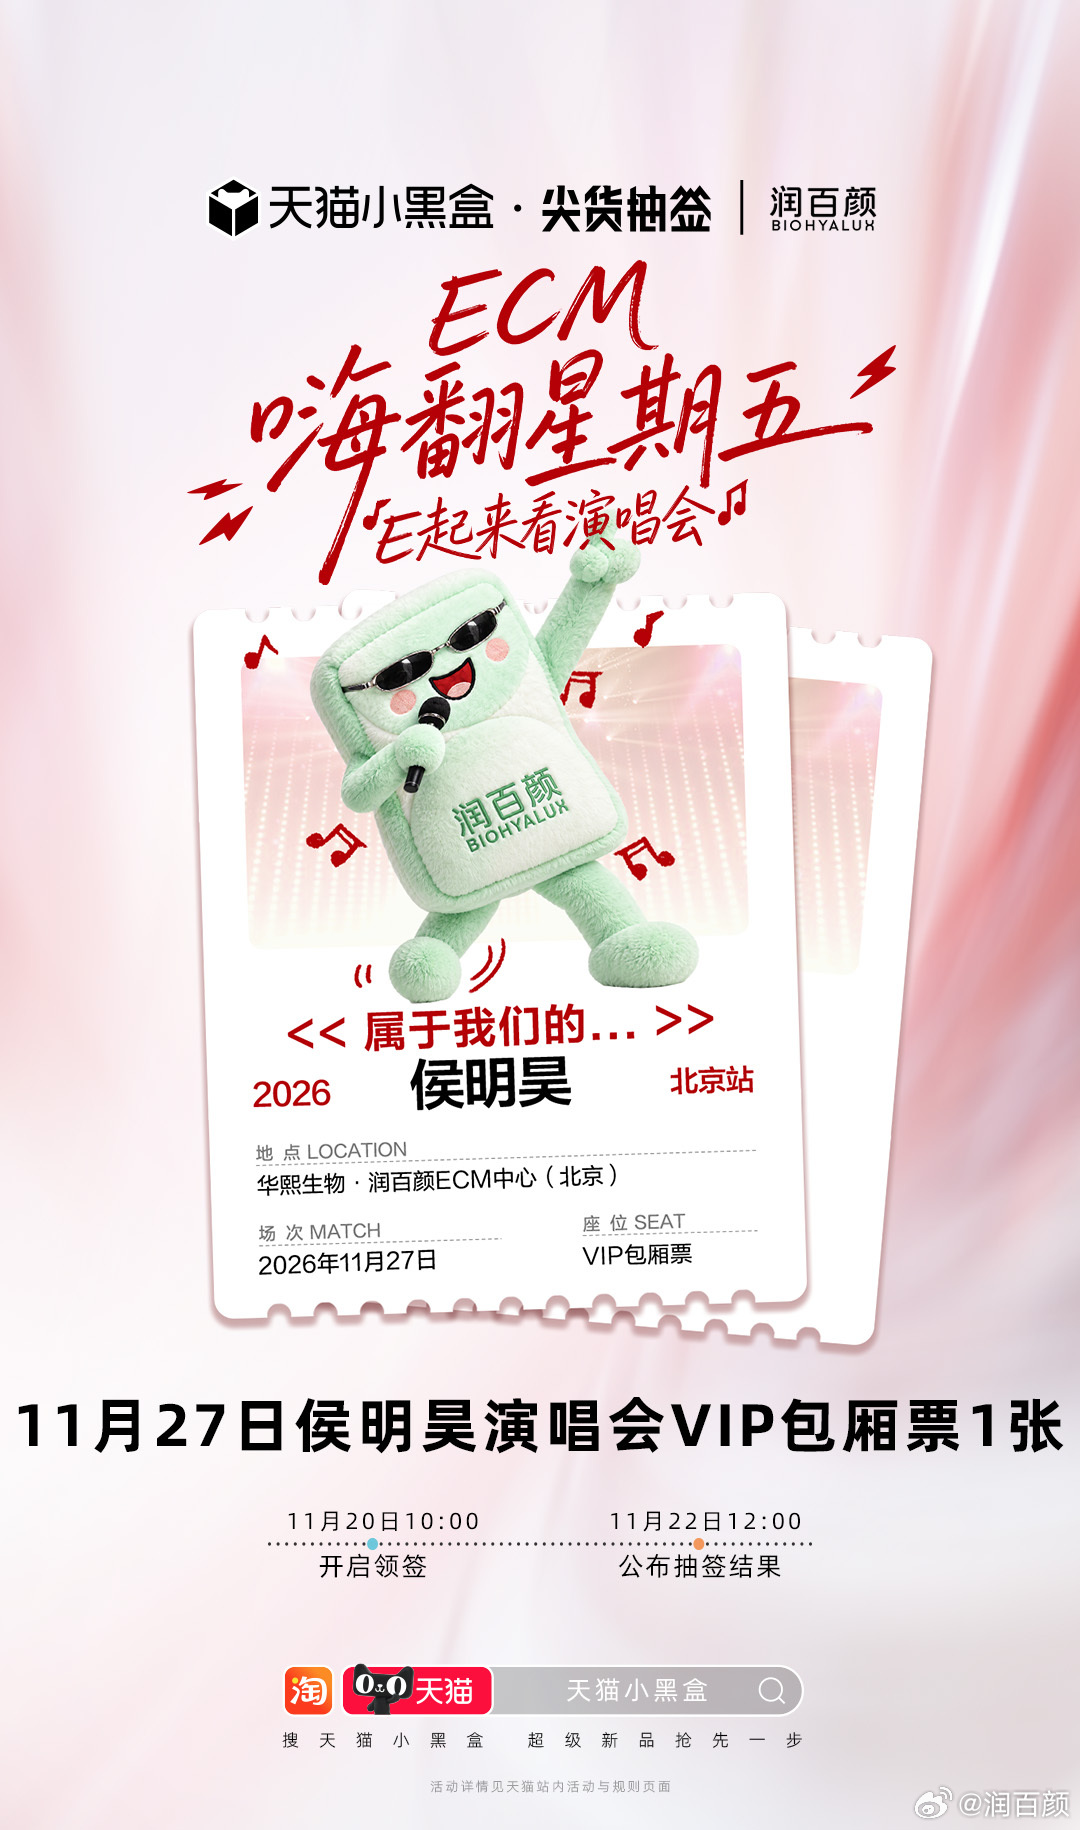 天猫小黑盒·尖货抽签 | 润百颜
BIOHYALUX
ECM
嗨翻星期五
E起来看演唱会
润百颜
BIOHYALUX
<< 属于我们的... >>
2026 侯明昊 北京站
地点 LOCATION
华熙生物·润百颜ECM中心（北京）
场次 MATCH 座位 SEAT
2026年11月27日 VIP包厢票
11月27日侯明昊演唱会VIP包厢票1张
11月20日10:00 11月22日12:00
开启领签 公布抽签结果
淘 天猫 天猫小黑盒
搜天猫小黑盒 超级新品抢先一步
活动详情见天猫站内活动与规则页面
@润百颜